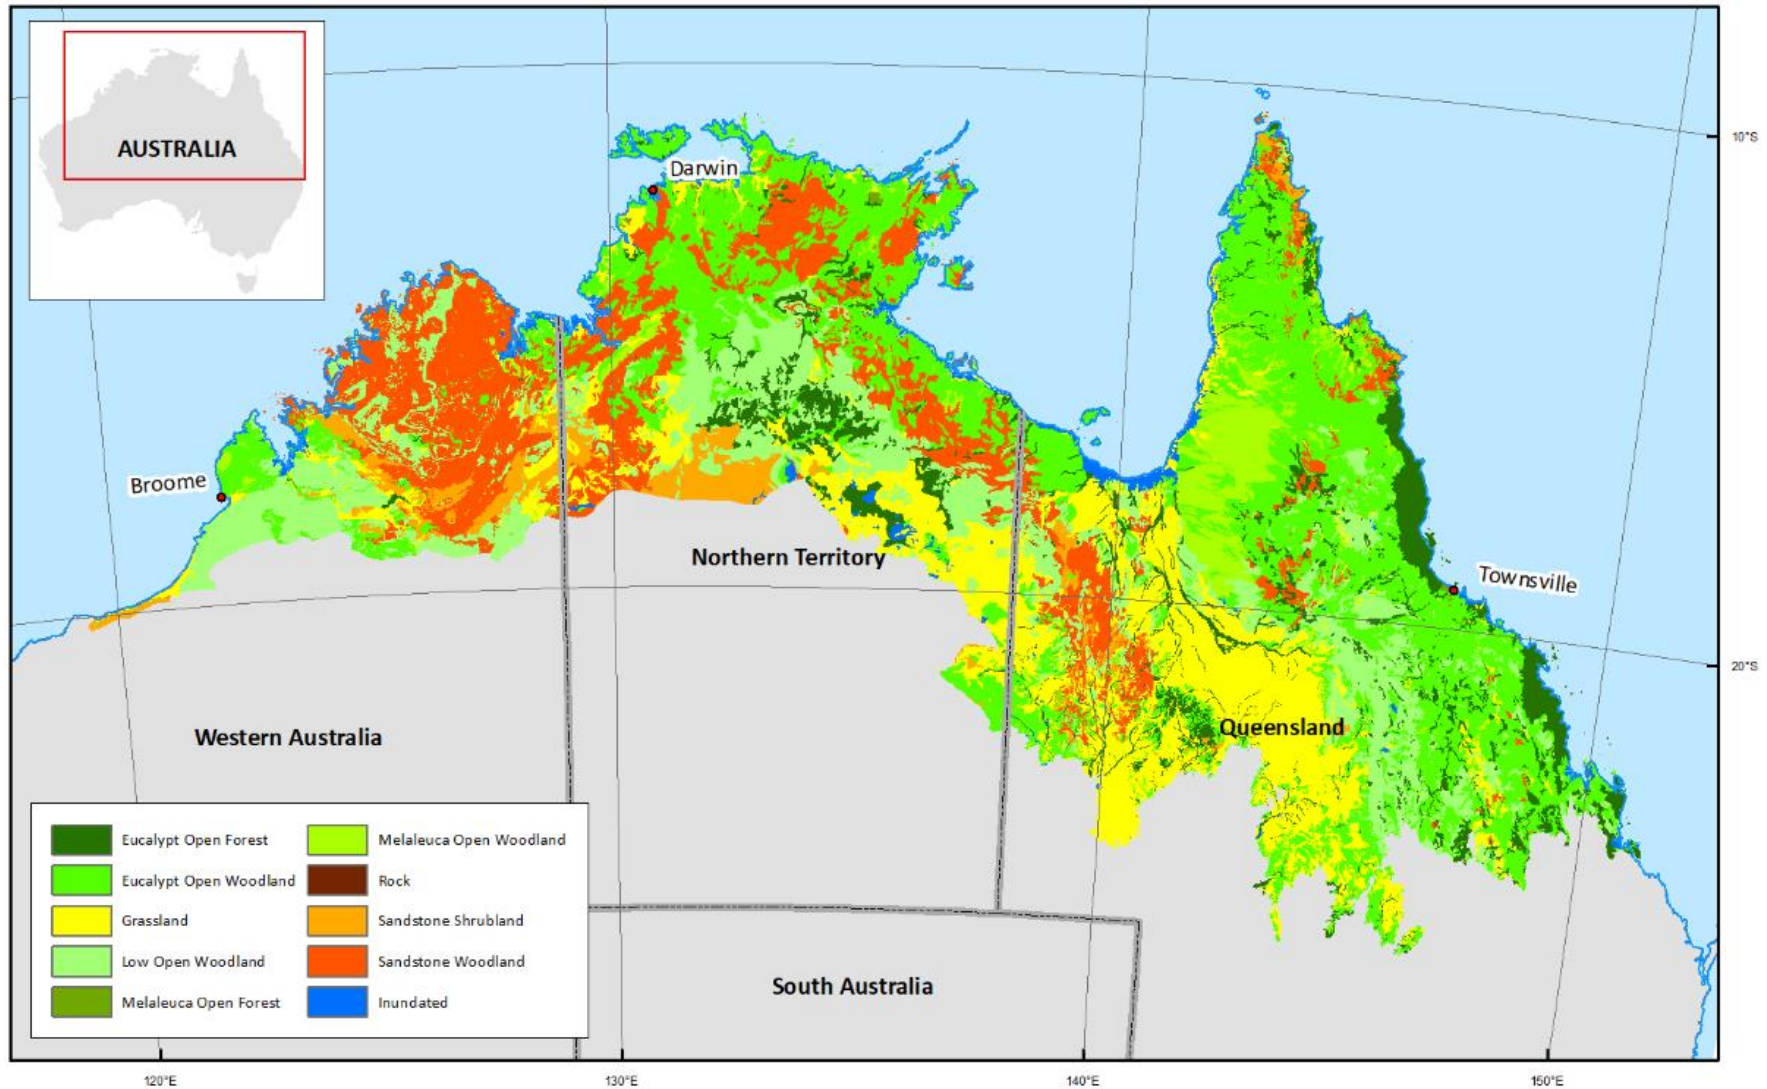 AUSTRALIA
10°S
Darwin
Broome
Northern Territory
Townsville
20°S
Western Australia
Queensland
Eucalypt Open Forest
Eucalypt Open Woodland
Grassland
Low Open Woodland
Melaleuca Open Forest
Melaleuca Open Woodland
Rock
Sandstone Shrubland
Sandstone Woodland
Inundated
South Australia
120°E
130°E
140°E
150°E